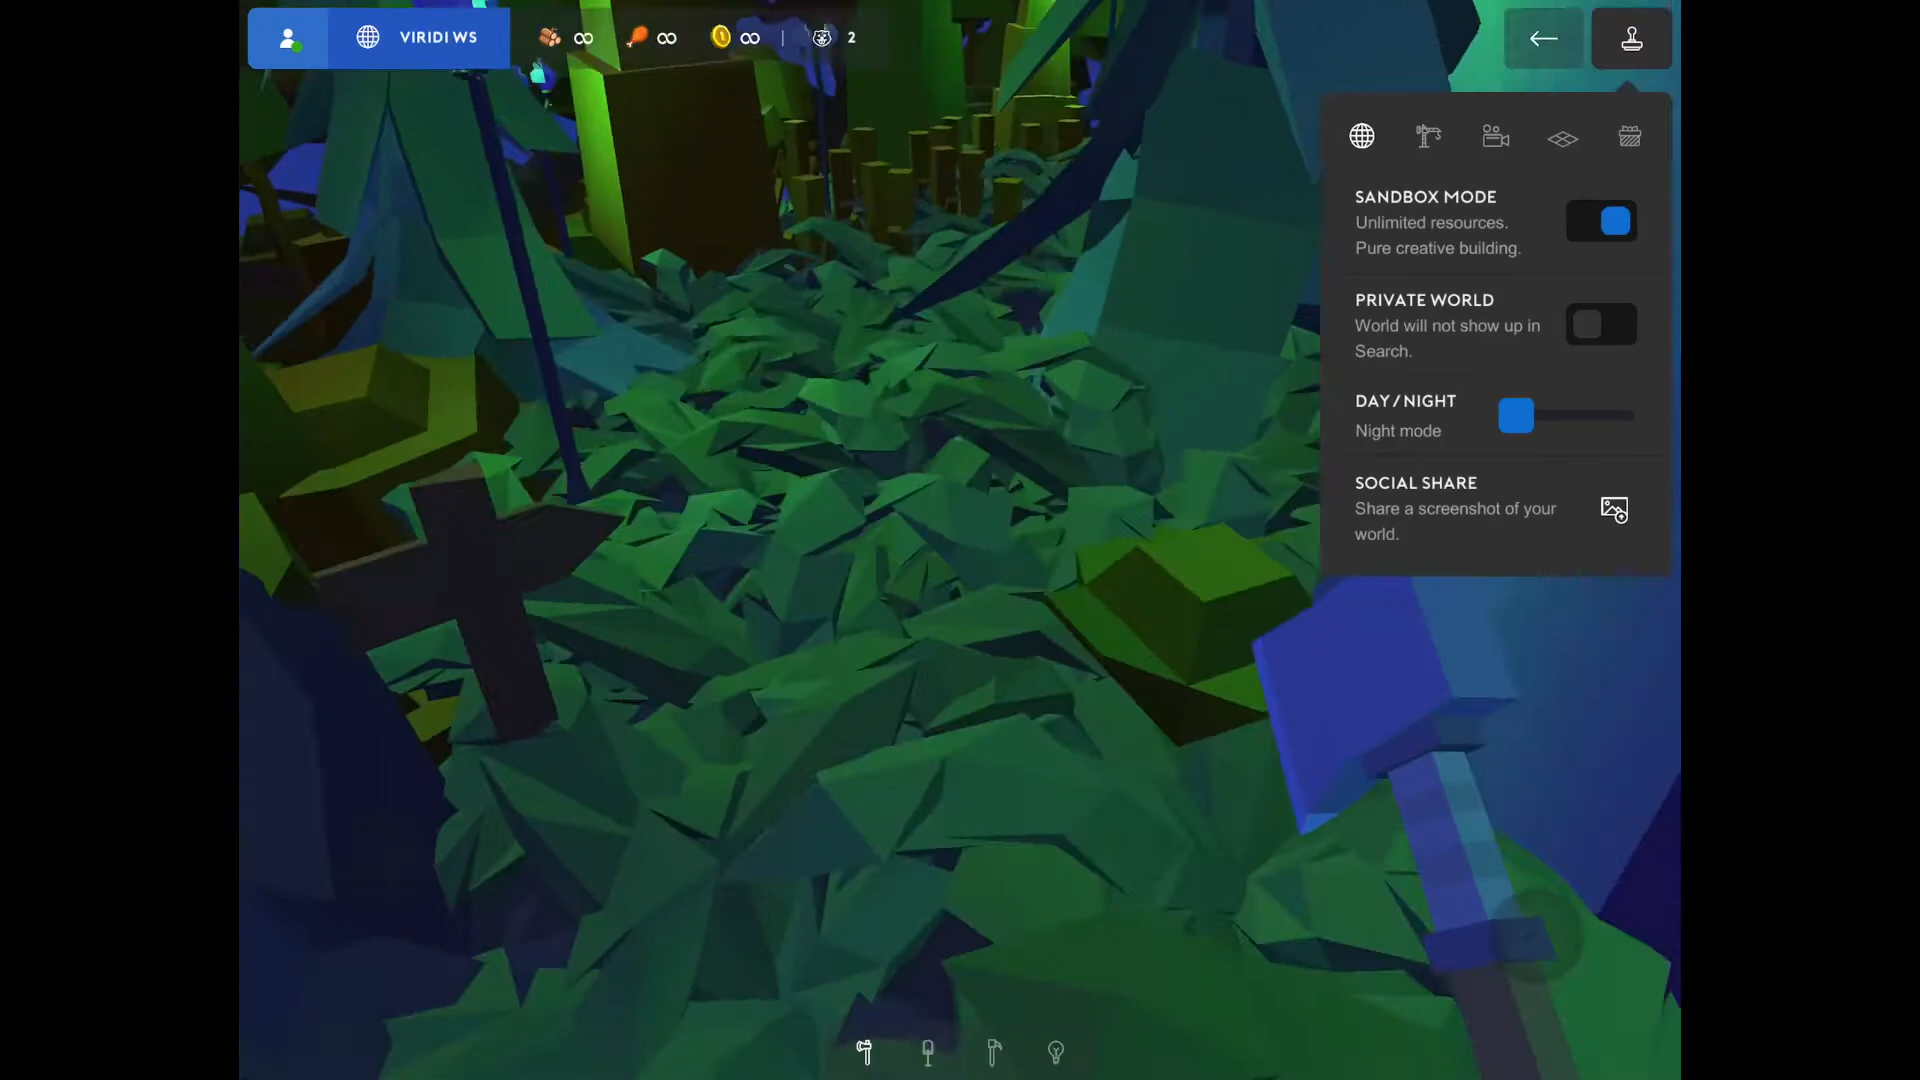 VIRIDI WS
∞ ∞ ∞ | 2
SANDBOX MODE
Unlimited resources.
Pure creative building.
PRIVATE WORLD
World will not show up in
Search.
DAY / NIGHT
Night mode
SOCIAL SHARE
Share a screenshot of your
world.